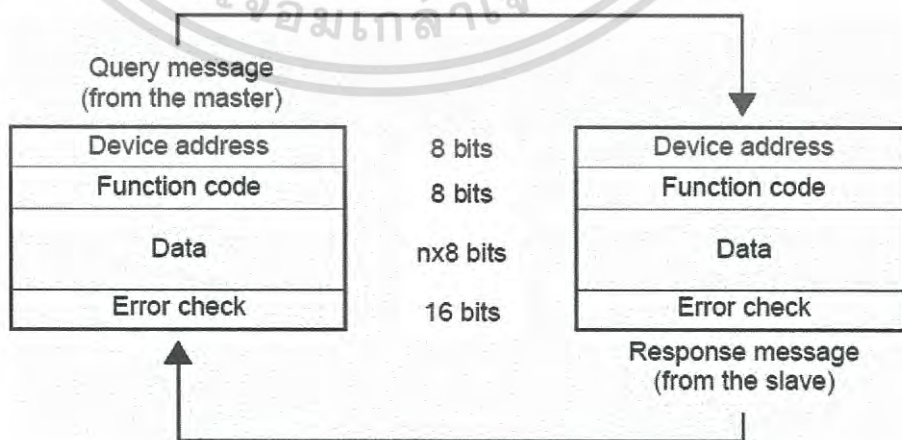 Query message
(from the master)
Device address 8 bits Device address
Function code 8 bits Function code
Data nx8 bits Data
Error check 16 bits Error check
Response message
(from the slave)